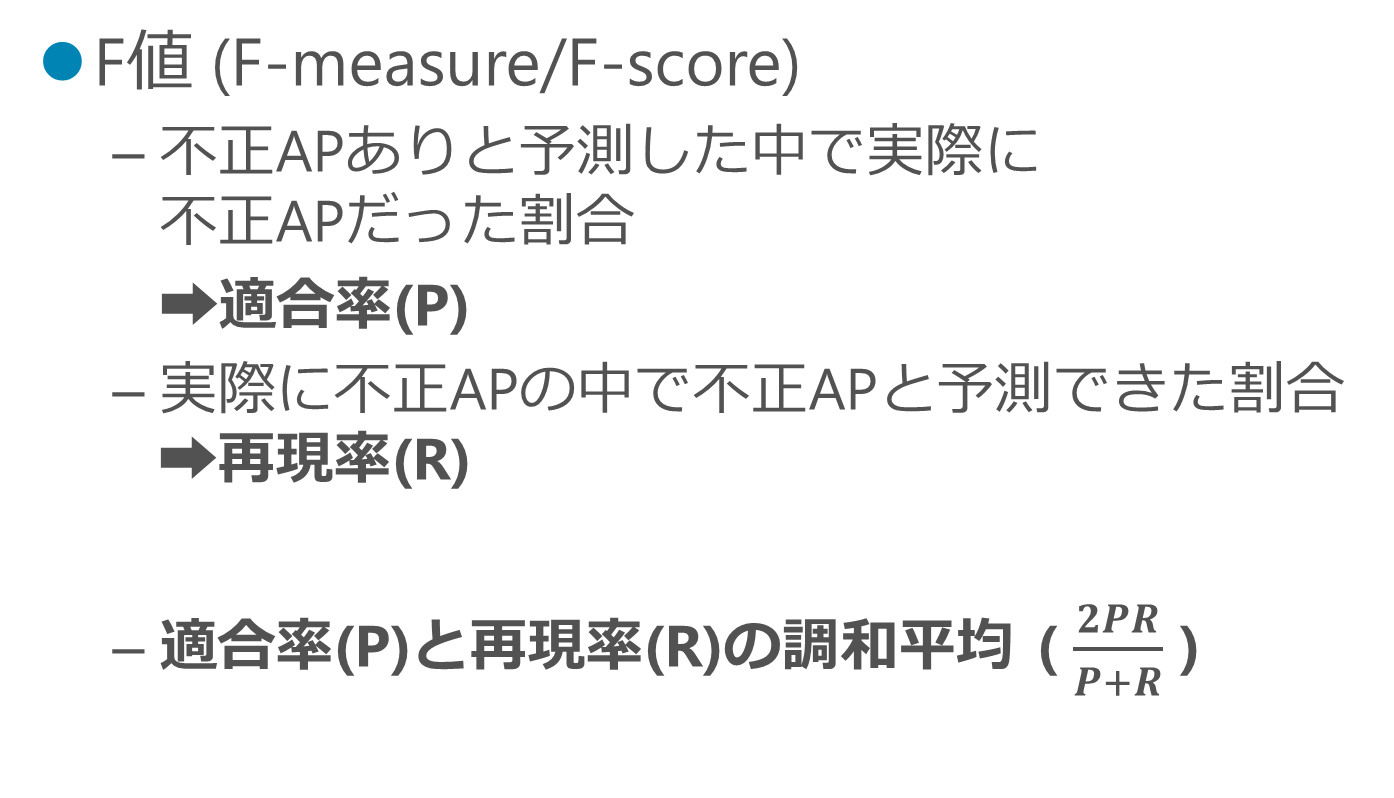 ●F値 (F-measure/F-score)
– 不正APありと予測した中で実際に
不正APだった割合
➡適合率(P)
– 実際に不正APの中で不正APと予測できた割合
➡再現率(R)
– 適合率(P)と再現率(R)の調和平均 ( 2PR/P+R )